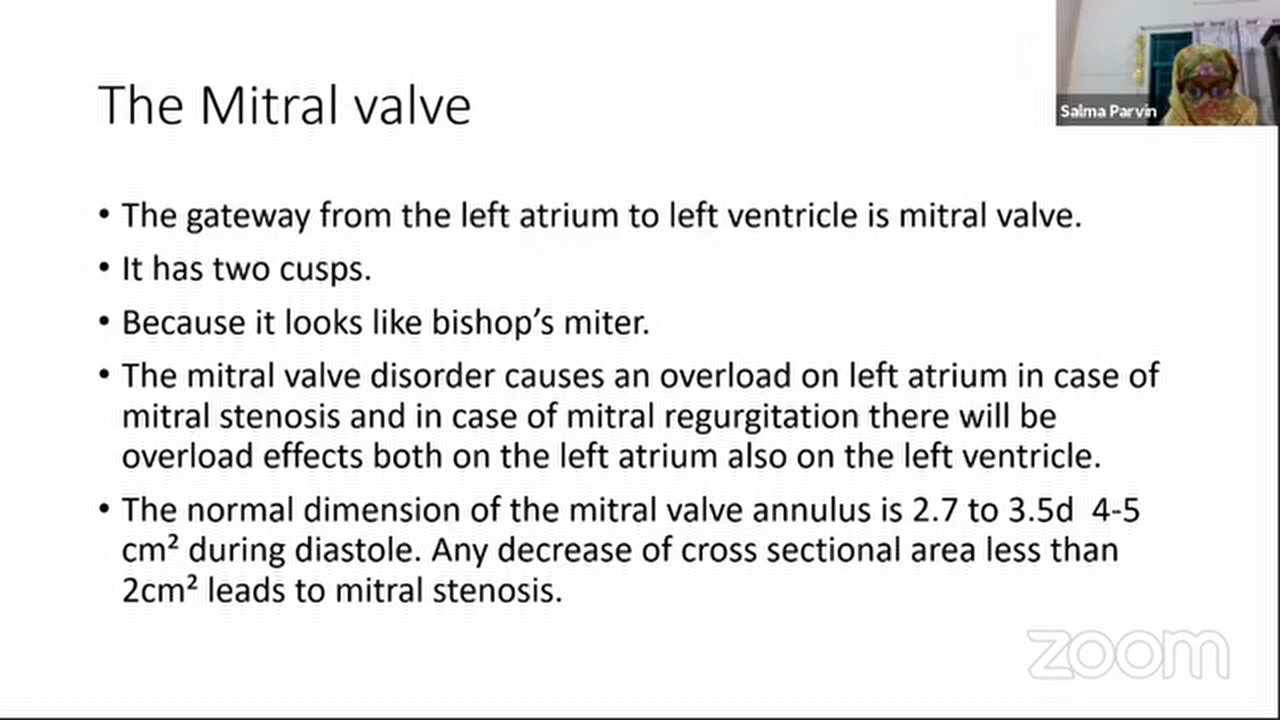 The Mitral valve
Salma Parvin
• The gateway from the left atrium to left ventricle is mitral valve.
• It has two cusps.
• Because it looks like bishop’s miter.
• The mitral valve disorder causes an overload on left atrium in case of
mitral stenosis and in case of mitral regurgitation there will be
overload effects both on the left atrium also on the left ventricle.
• The normal dimension of the mitral valve annulus is 2.7 to 3.5d  4-5
cm² during diastole. Any decrease of cross sectional area less than
2cm² leads to mitral stenosis.
zoom